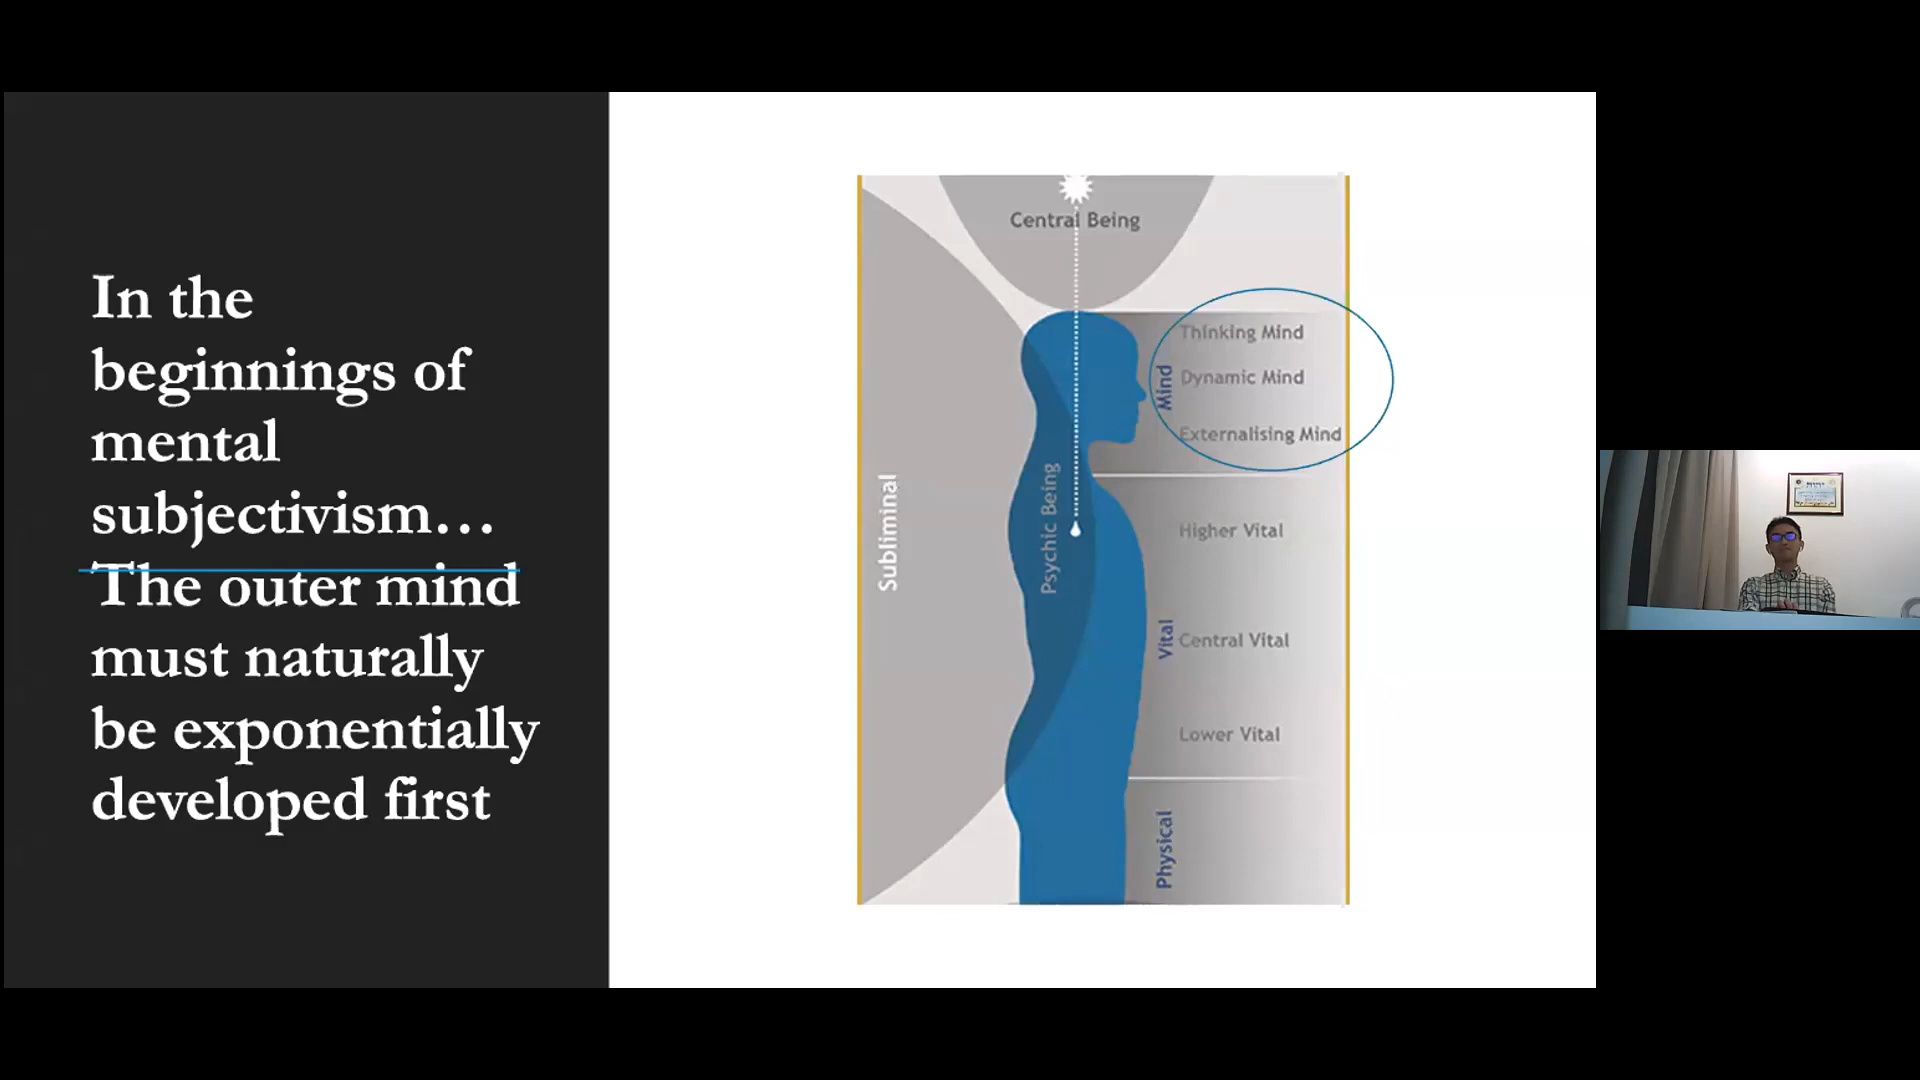 In the
beginnings of
mental
subjectivism…
The outer mind
must naturally
be exponentially
developed first
Central Being
Thinking Mind
Dynamic Mind
Externalising Mind
Mind
Subliminal
Psychic Being
Higher Vital
Central Vital
Lower Vital
Vital
Physical